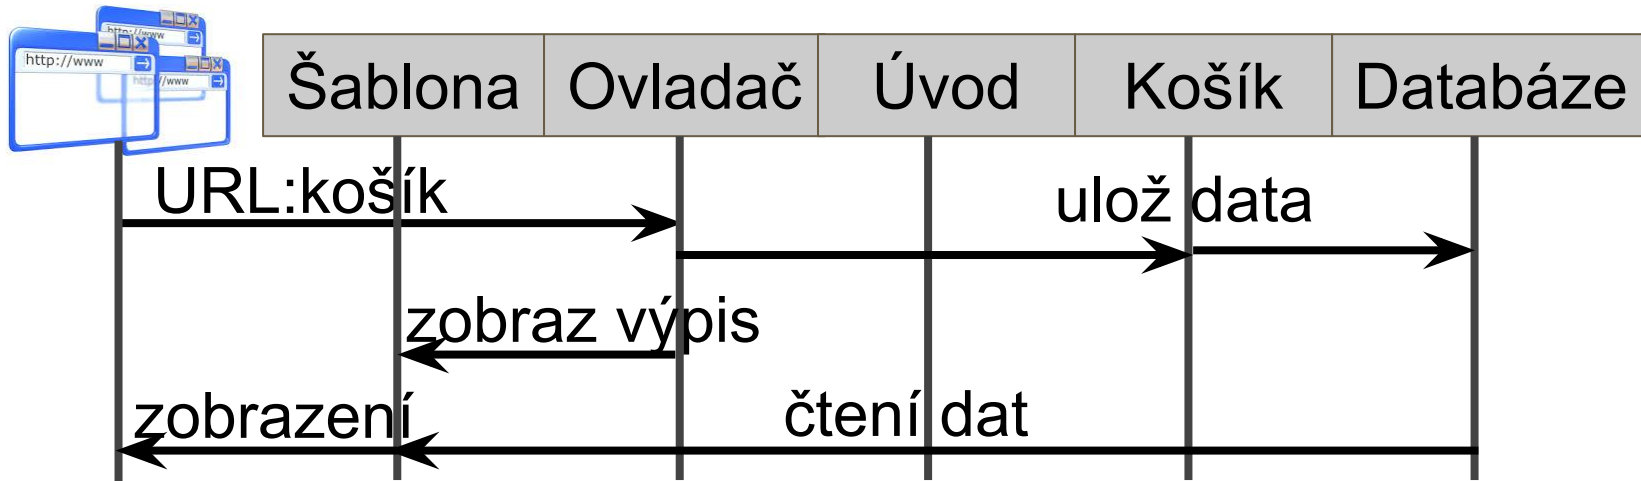 http://www
http://www
http://www
Šablona
Ovladač
Úvod
Košík
Databáze
URL:košík
ulož data
zobraz výpis
zobrazení
čtení dat